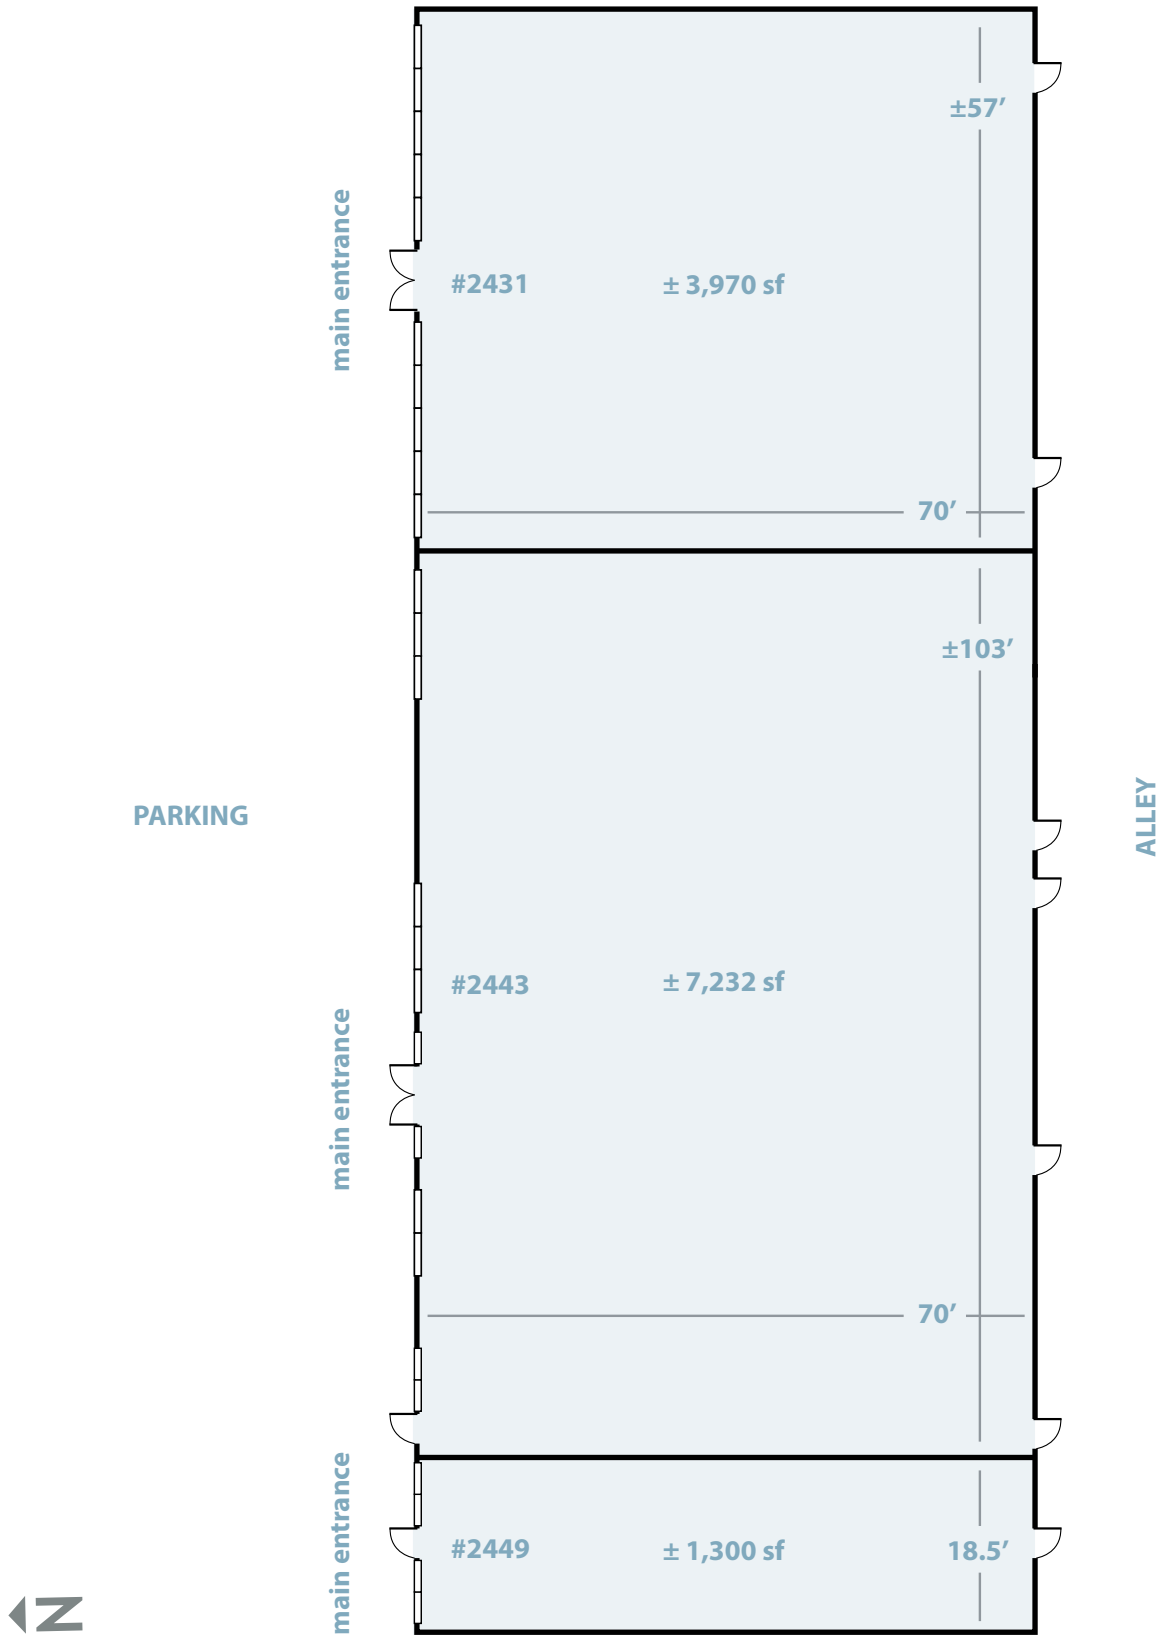 ±57′
main entrance
#2431
± 3,970 sf
70′
±103′
PARKING
ALLEY
#2443
± 7,232 sf
main entrance
70′
main entrance
#2449
± 1,300 sf
18.5′
N